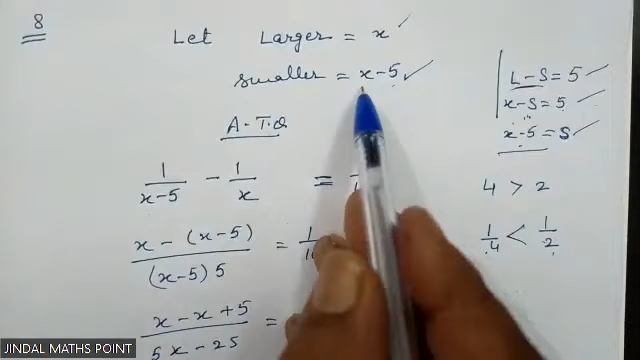 8
Let Larger = x
smaller = x-5
L-S = 5
x-S = 5
x-5 = S
A.T.Q
1/(x-5) - 1/x =
4 > 2
1/4 < 1/2
(x - (x-5))/((x-5) 5) = 1/
(x - x + 5)/(5x - 25) =
JINDAL MATHS POINT